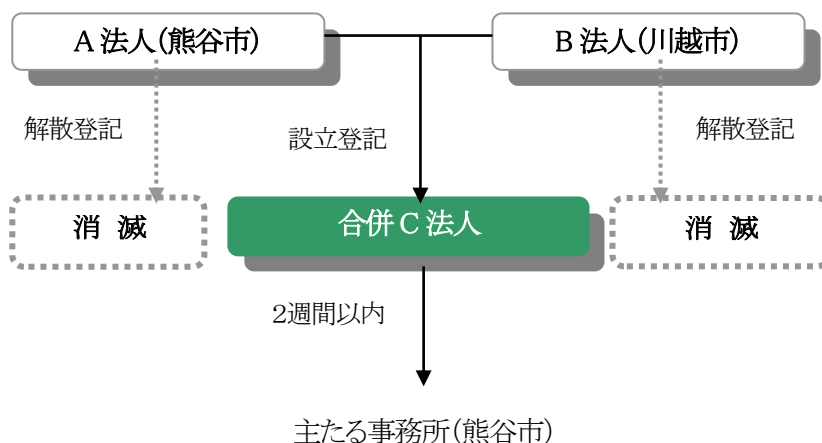 A法人(熊谷市)
B法人(川越市)
解散登記
設立登記
解散登記
消 滅
合併C法人
消 滅
2週間以内
主たる事務所(熊谷市)